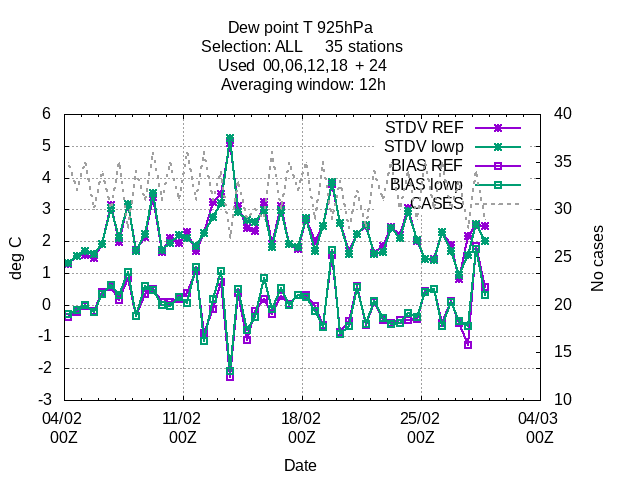 Dew point T 925hPa
Selection: ALL 35 stations
Used 00,06,12,18 + 24
Averaging window: 12h
6 40
5 35
4 30
3 25
2 20
1 15
0 10
-1
-2
-3
STDV REF
STDV lowp
BIAS REF
BIAS lowp
CASES
deg C
No cases
04/02 11/02 18/02 25/02 04/03
00Z 00Z 00Z 00Z 00Z
Date